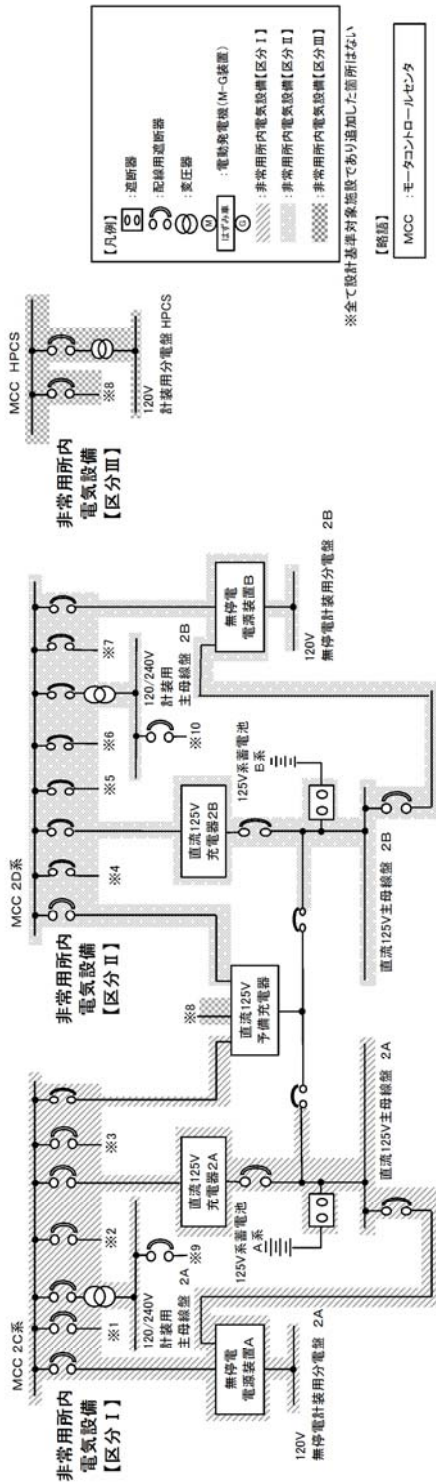 非常用所内
電気設備
【区分Ⅰ】
MCC 2C系
※1
※2
※3
120/240V
計装用
主母線盤 2A
※9
無停電
電源装置A
120V
無停電計装用分電盤 2A
直流125V
充電器2A
125V系蓄電池
A系
直流125V主母線盤 2A
※8
直流125V
予備充電器
非常用所内
電気設備
【区分Ⅱ】
MCC 2D系
※4
※5
※6
※7
直流125V
充電器2B
120/240V
計装用
主母線盤 2B
※10
125V系蓄電池
B系
無停電
電源装置B
120V
無停電計装用分電盤 2B
直流125V主母線盤 2B
非常用所内
電気設備
【区分Ⅲ】
MCC HPCS
※8
120V
計装用分電盤 HPCS
【凡例】
:遮断器
:配線用遮断器
:変圧器
M
はずみ車
G
:電動発電機(M-G装置)
:非常用所内電気設備【区分Ⅰ】
:非常用所内電気設備【区分Ⅱ】
:非常用所内電気設備【区分Ⅲ】
※全て設計基準対象施設であり追加した箇所はない
【略語】
MCC :モータコントロールセンタ